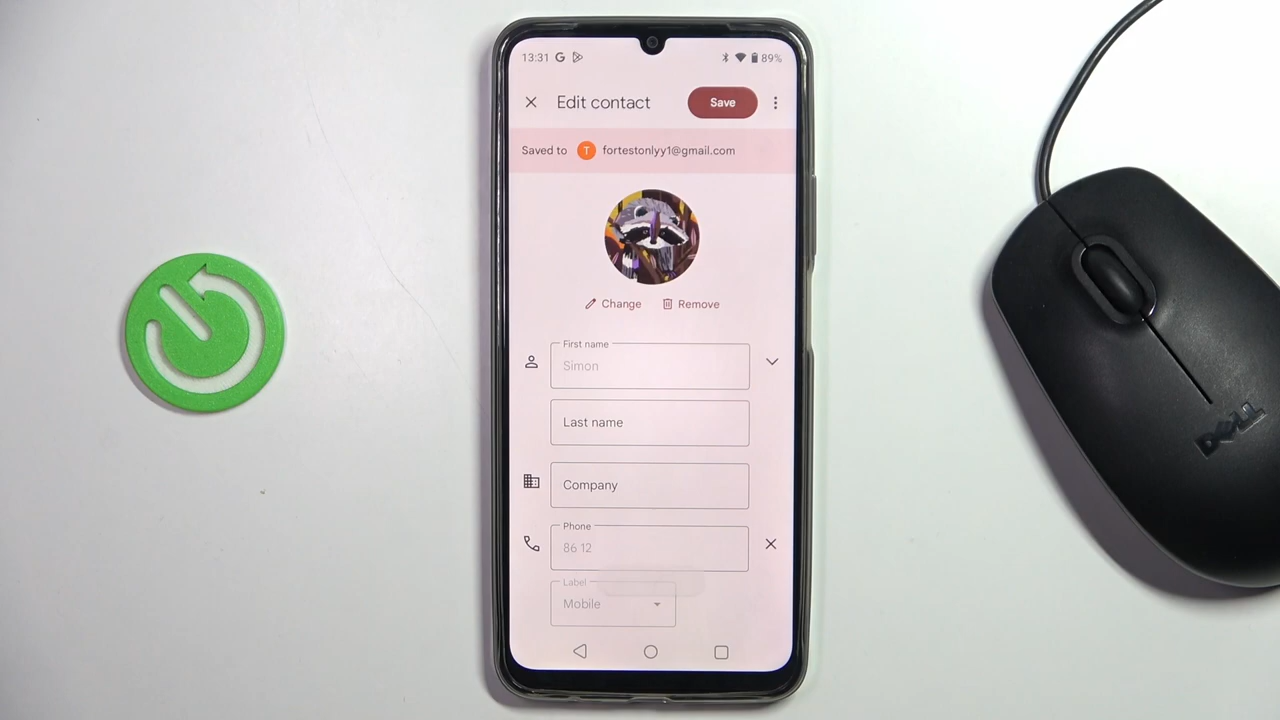 13:31 89%
Edit contact Save
Saved to T fortestonlyy1@gmail.com
Change Remove
First name
Simon
Last name
Company
Phone
86 12
Label
Mobile
DELL